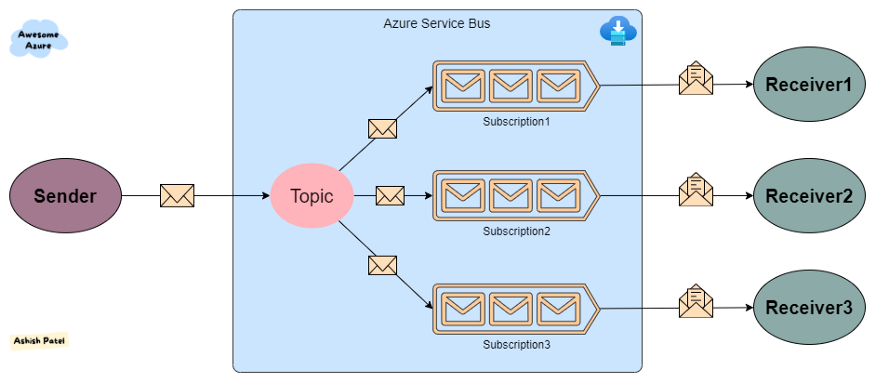 Awesome
Azure
Azure Service Bus
Subscription1
Receiver1
Sender
Topic
Subscription2
Receiver2
Subscription3
Receiver3
Ashish Patel